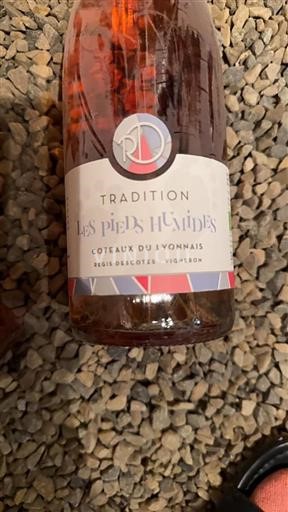 RD
TRADITION
LES PIEDS HUMIDES
COTEAUX DU LYONNAIS
REGIS DESCOTES VIGNERON